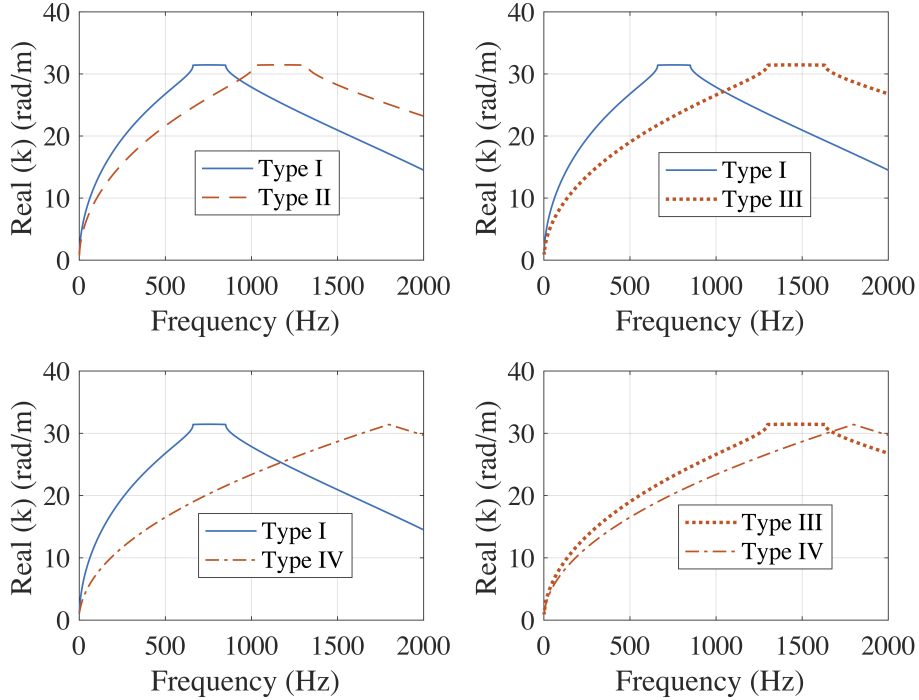 Real (k) (rad/m)
40
30
20
10
0
Type I
Type II
0 500 1000 1500 2000
Frequency (Hz)
Real (k) (rad/m)
40
30
20
10
0
Type I
Type III
0 500 1000 1500 2000
Frequency (Hz)
Real (k) (rad/m)
40
30
20
10
0
Type I
Type IV
0 500 1000 1500 2000
Frequency (Hz)
Real (k) (rad/m)
40
30
20
10
0
Type III
Type IV
0 500 1000 1500 2000
Frequency (Hz)